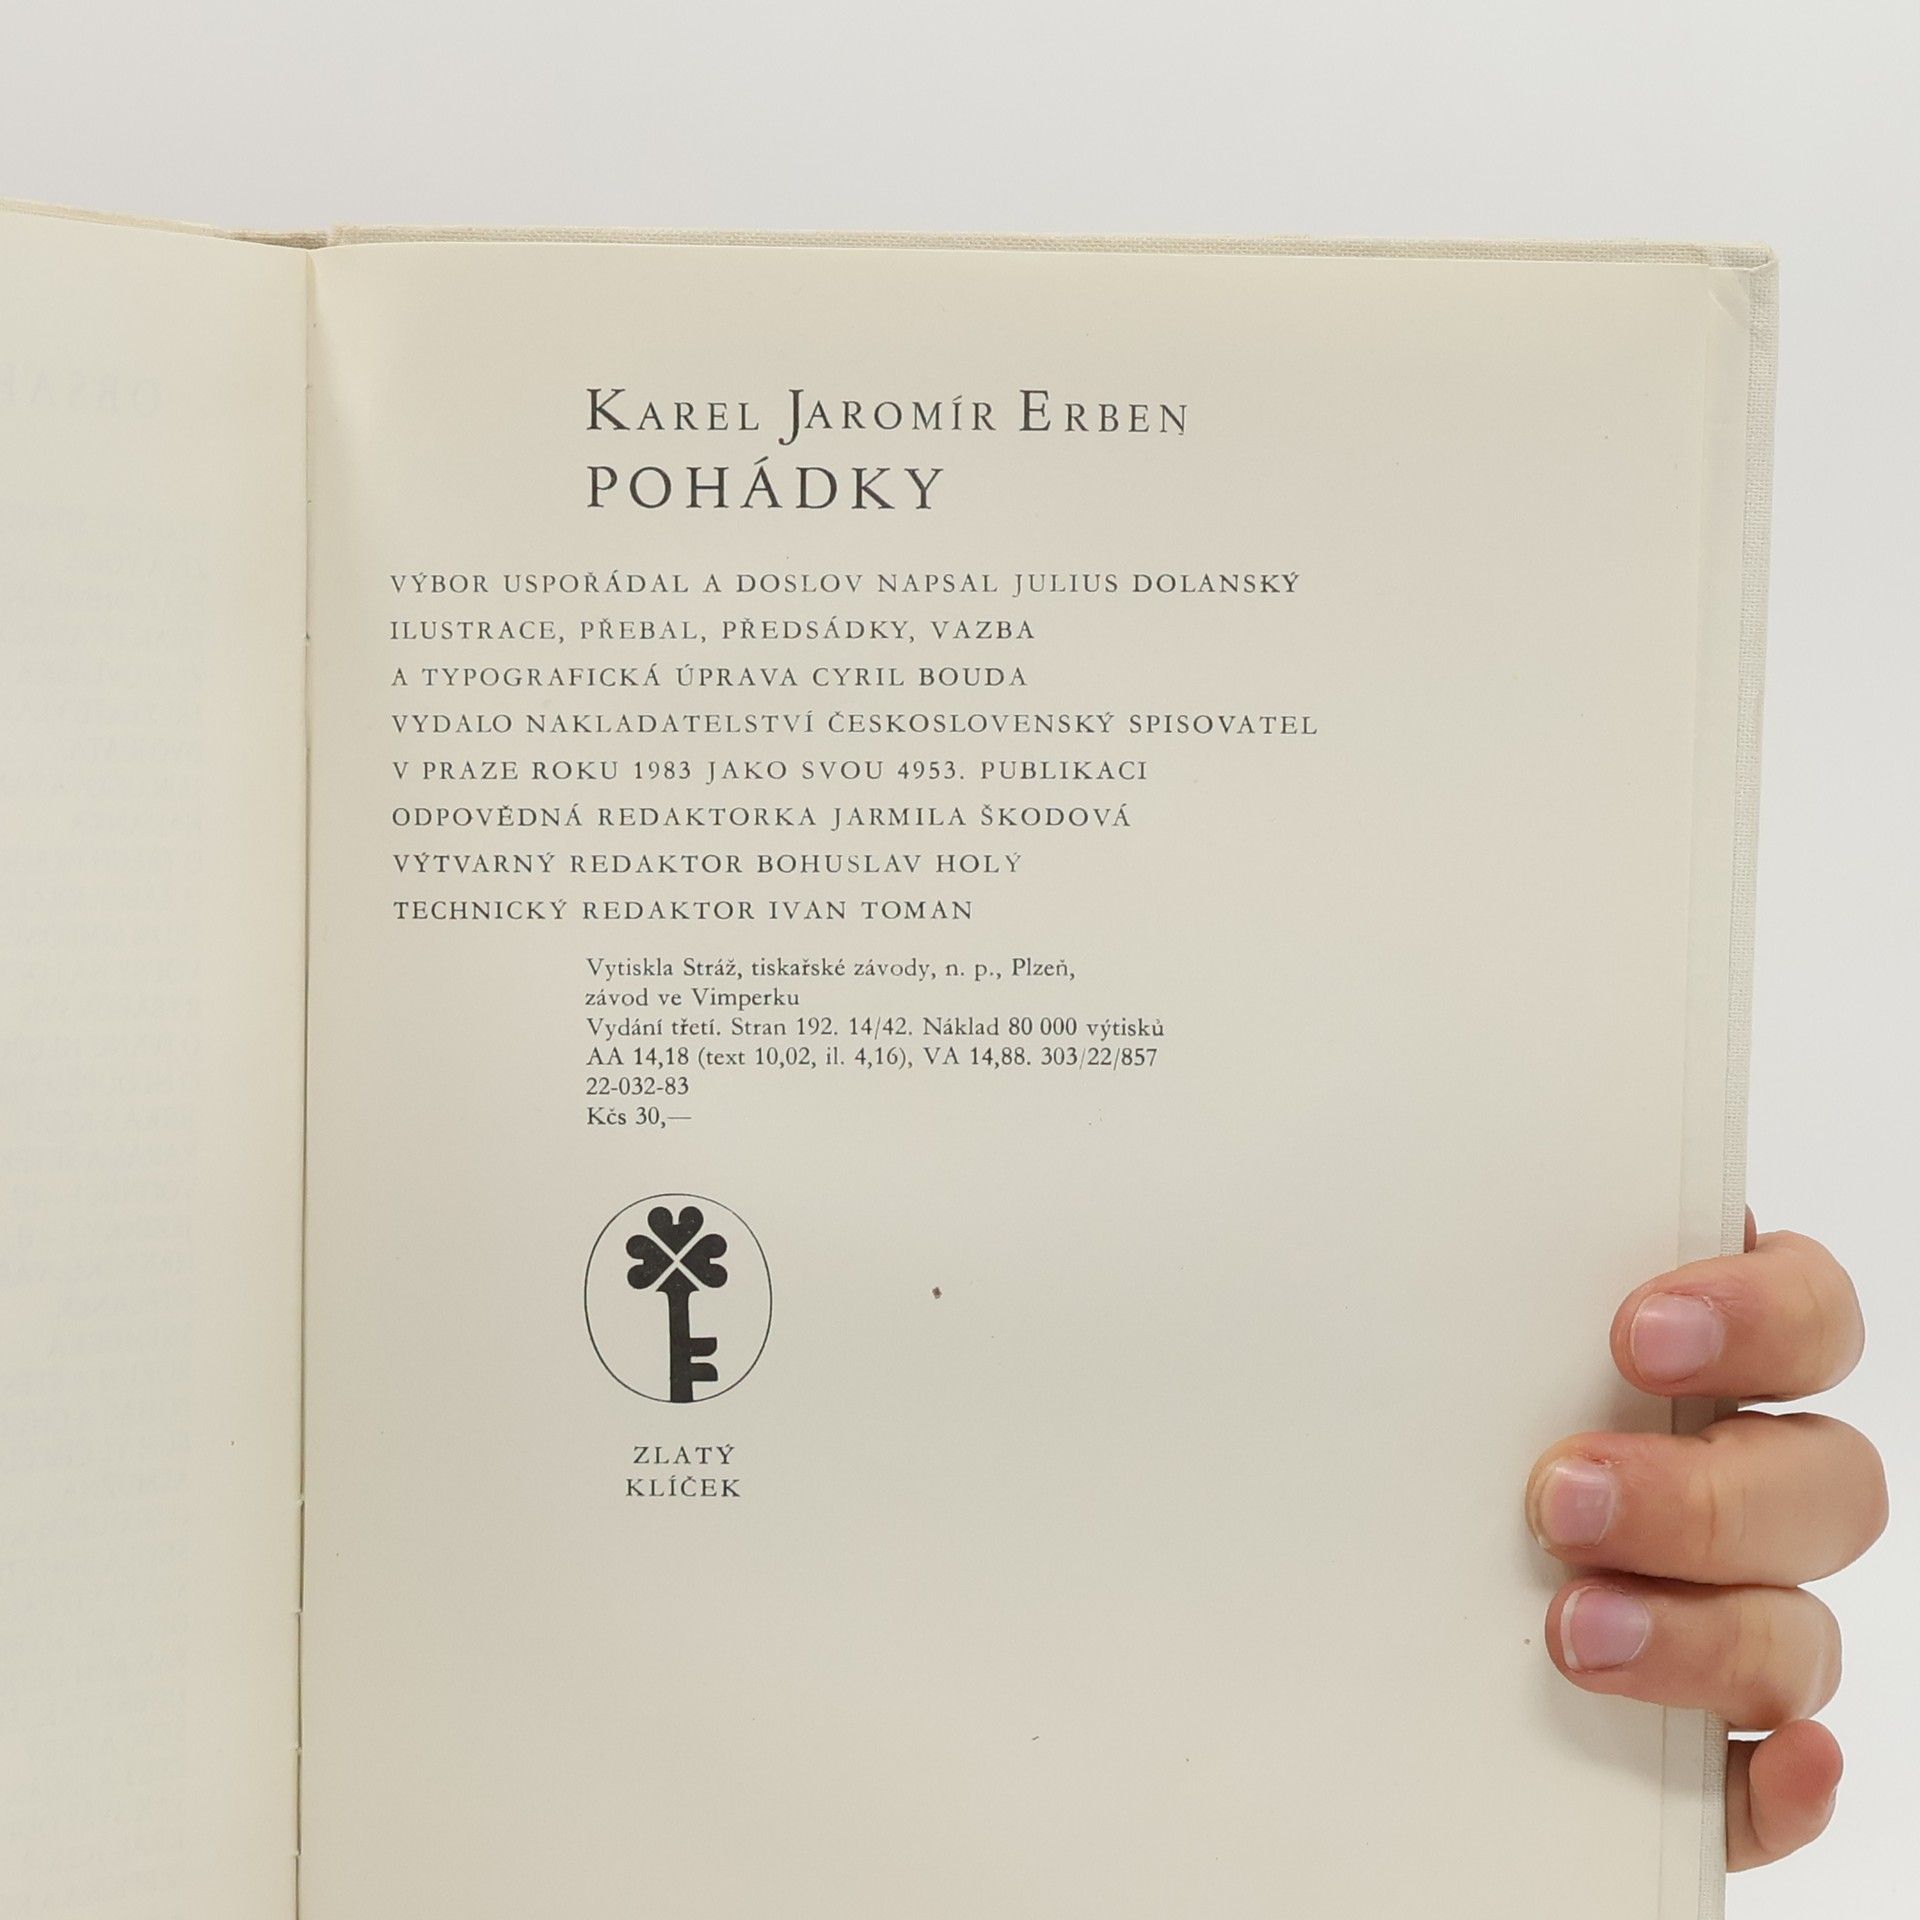 KAREL JAROMÍR ERBEN
POHÁDKY
VÝBOR USPOŘÁDAL A DOSLOV NAPSAL JULIUS DOLANSKÝ
ILUSTRACE, PŘEBAL, PŘEDSÁDKY, VAZBA
A TYPOGRAFICKÁ ÚPRAVA CYRIL BOUDA
VYDALO NAKLADATELSTVÍ ČESKOSLOVENSKÝ SPISOVATEL
V PRAZE ROKU 1983 JAKO SVOU 4953. PUBLIKACI
ODPOVĚDNÁ REDAKTORKA JARMILA ŠKODOVÁ
VÝTVARNÝ REDAKTOR BOHUSLAV HOLÝ
TECHNICKÝ REDAKTOR IVAN TOMAN
Vytiskla Stráž, tiskařské závody, n. p., Plzeň,
závod ve Vimperku
Vydání třetí. Stran 192. 14/42. Náklad 80 000 výtisků
AA 14,18 (text 10,02, il. 4,16), VA 14,88. 303/22/857
22-032-83
Kčs 30,—
ZLATÝ
KLÍČEK